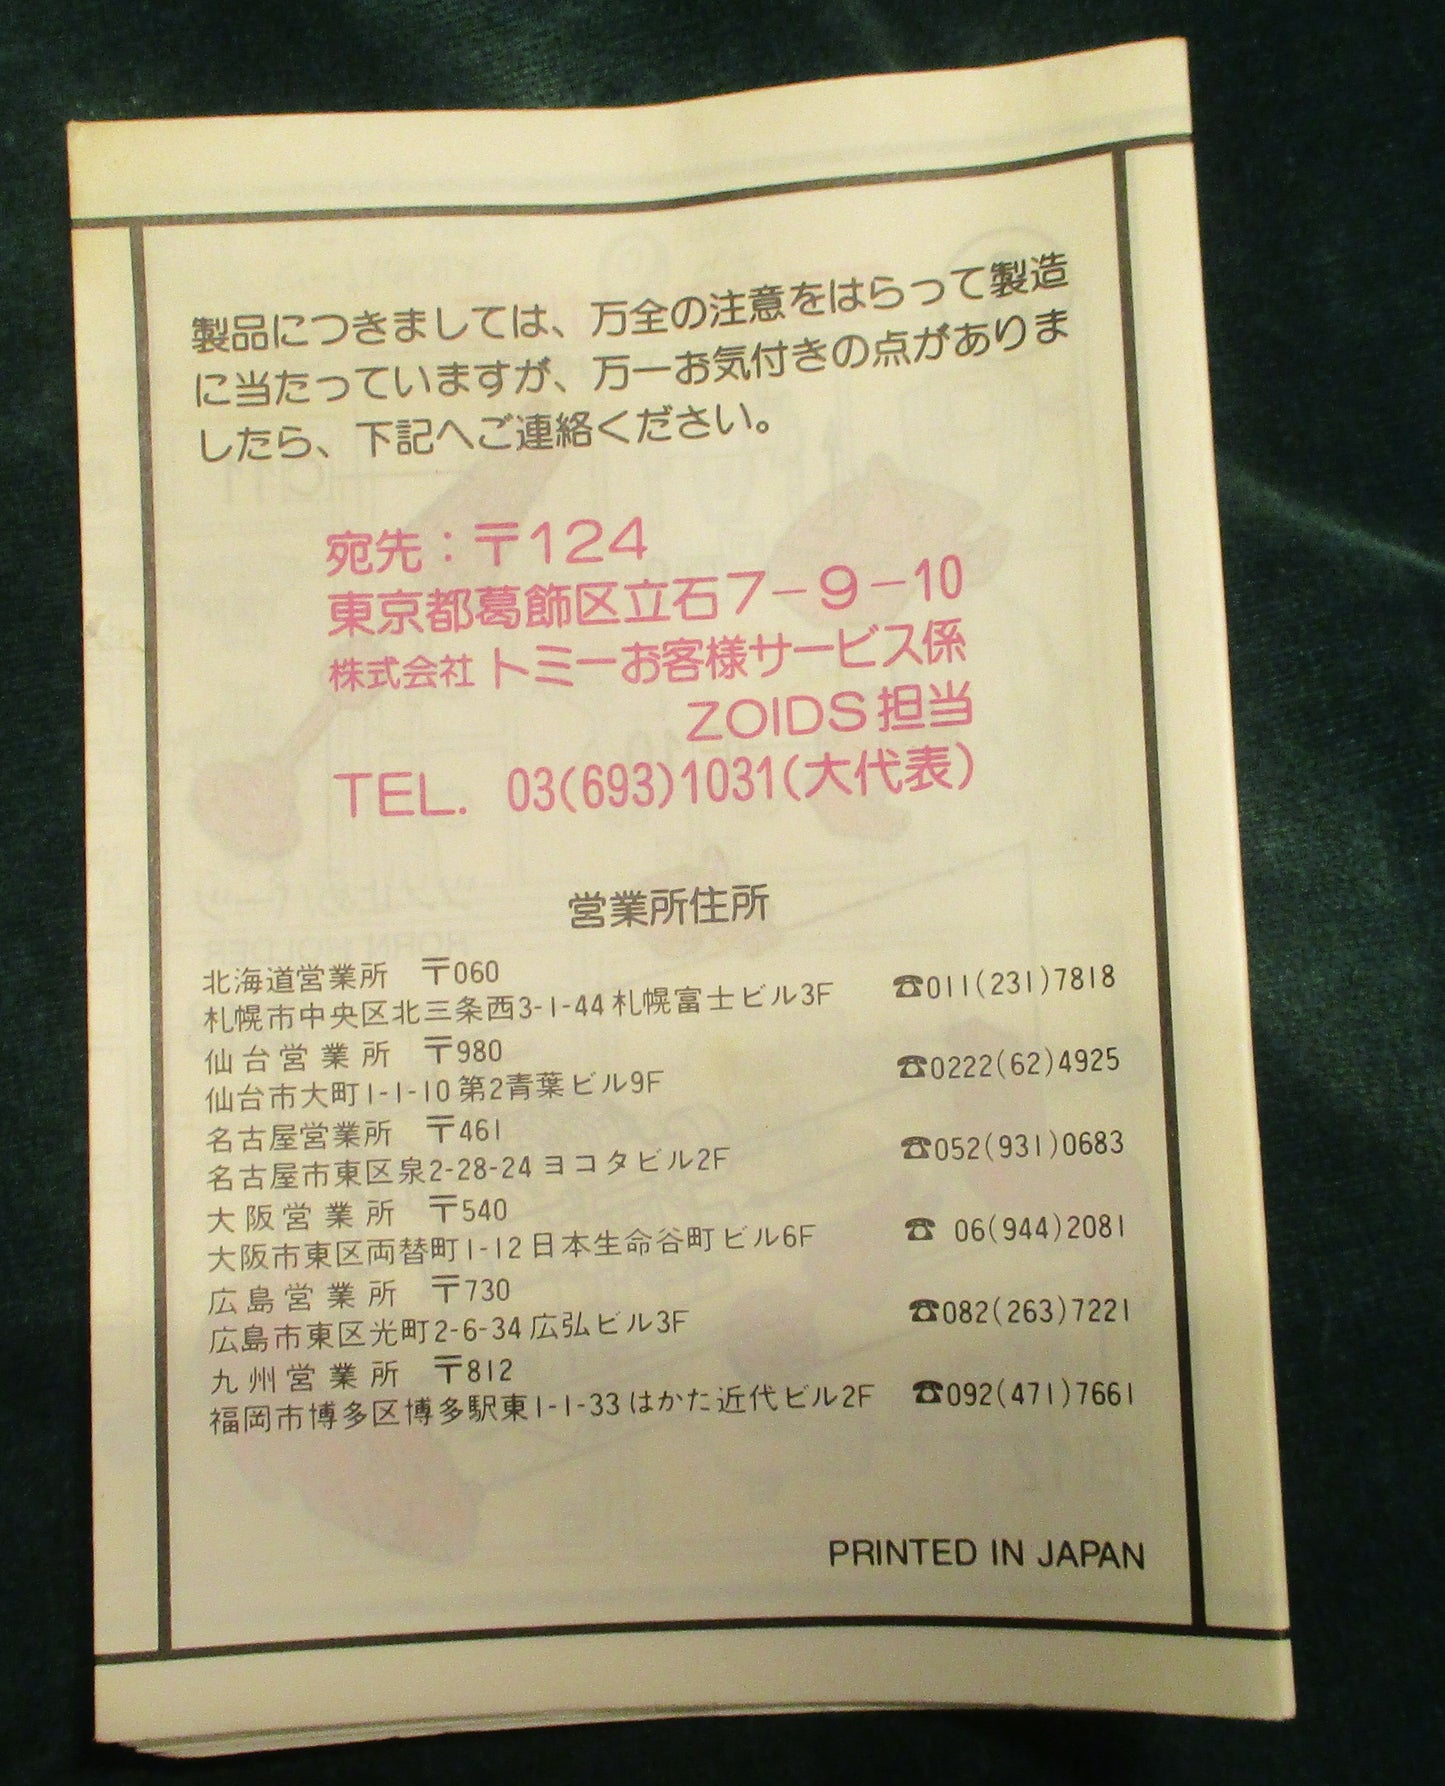 製品につきましては、万全の注意をはらって製造
に当たっていますが、万一お気付きの点がありま
したら、下記へご連絡ください。
宛先：〒124
東京都葛飾区立石7-9-10
株式会社トミーお客様サービス係
ZOIDS担当
TEL. 03(693)1031(大代表)
営業所住所
北海道営業所 〒060
札幌市中央区北三条西3-1-44 札幌富士ビル3F ☎011(231)7818
仙台営業所 〒980
仙台市大町1-1-10 第2青葉ビル9F ☎0222(62)4925
名古屋営業所 〒461
名古屋市東区泉2-28-24 ヨコタビル2F ☎052(931)0683
大阪営業所 〒540
大阪市東区両替町1-12 日本生命谷町ビル6F ☎ 06(944)2081
広島営業所 〒730
広島市東区光町2-6-34 広弘ビル3F ☎082(263)7221
九州営業所 〒812
福岡市博多区博多駅東1-1-33 はかた近代ビル2F ☎092(471)7661
PRINTED IN JAPAN